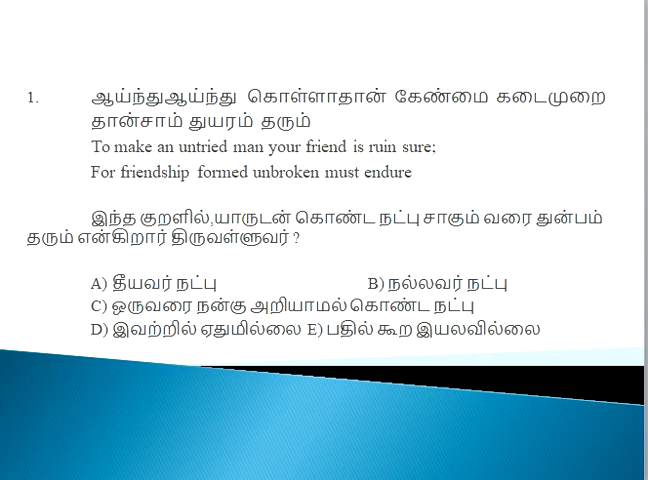 1. ஆய்ந்துஆய்ந்து கொள்ளாதான் கேண்மை கடைமுறை
தான்சாம் துயரம் தரும்
To make an untried man your friend is ruin sure;
For friendship formed unbroken must endure
இந்த குறளில்,யாருடன் கொண்ட நட்பு சாகும் வரை துன்பம்
தரும் என்கிறார் திருவள்ளுவர் ?
A) தீயவர் நட்பு B) நல்லவர் நட்பு
C) ஒருவரை நன்கு அறியாமல் கொண்ட நட்பு
D) இவற்றில் ஏதுமில்லை E) பதில் கூற இயலவில்லை